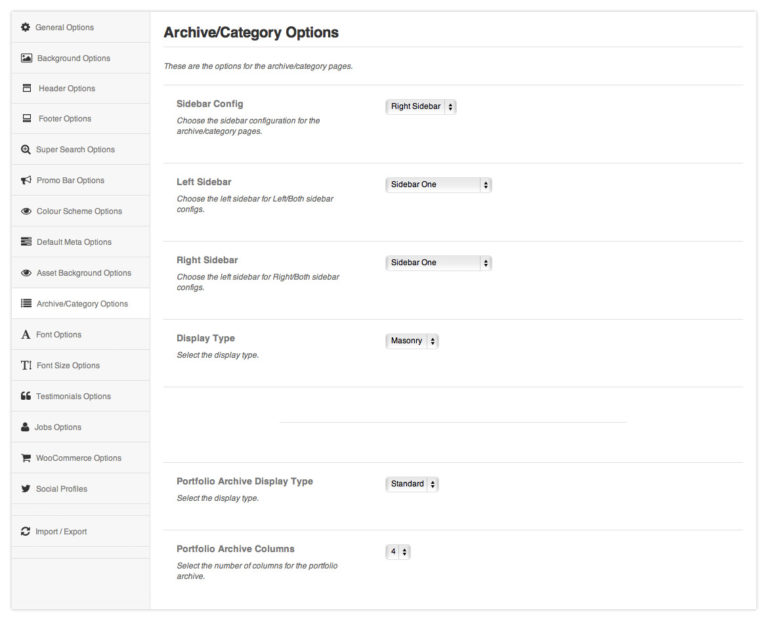 General Options
Background Options
Header Options
Footer Options
Super Search Options
Promo Bar Options
Colour Scheme Options
Default Meta Options
Asset Background Options
Archive/Category Options
Font Options
Font Size Options
Testimonials Options
Jobs Options
WooCommerce Options
Social Profiles
Import / Export
Archive/Category Options
These are the options for the archive/category pages.
Sidebar Config
Right Sidebar
Choose the sidebar configuration for the
archive/category pages.
Left Sidebar
Sidebar One
Choose the left sidebar for Left/Both sidebar
configs.
Right Sidebar
Sidebar One
Choose the left sidebar for Right/Both sidebar
configs.
Display Type
Masonry
Select the display type.
Portfolio Archive Display Type
Standard
Select the display type.
Portfolio Archive Columns
4
Select the number of columns for the portfolio
archive.